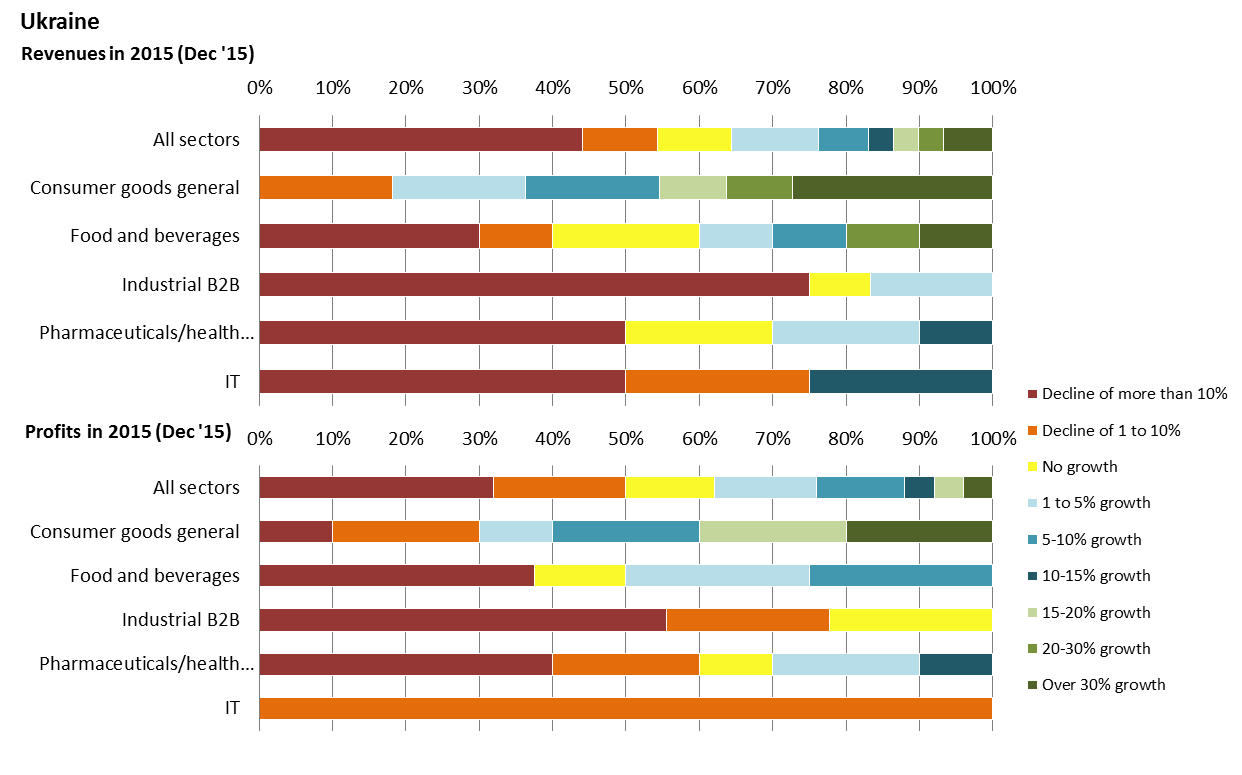 Ukraine
Revenues in 2015 (Dec '15)
0% 10% 20% 30% 40% 50% 60% 70% 80% 90% 100%
All sectors
Consumer goods general
Food and beverages
Industrial B2B
Pharmaceuticals/health...
IT
Profits in 2015 (Dec '15)
0% 10% 20% 30% 40% 50% 60% 70% 80% 90% 100%
All sectors
Consumer goods general
Food and beverages
Industrial B2B
Pharmaceuticals/health...
IT
Decline of more than 10%
Decline of 1 to 10%
No growth
1 to 5% growth
5-10% growth
10-15% growth
15-20% growth
20-30% growth
Over 30% growth